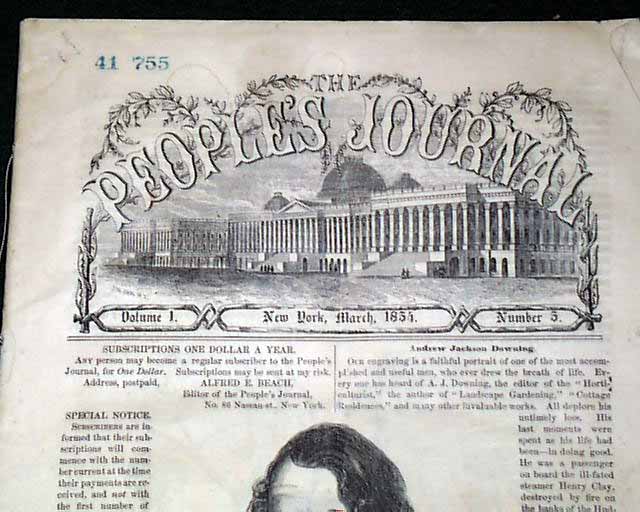 41 755
THE
PEOPLE'S JOURNAL
Volume 1.
New York, March, 1854.
Number 5.
SUBSCRIPTIONS ONE DOLLAR A YEAR.
Any person may become a regular subscriber to the People's
Journal, for One Dollar. Subscriptions may be sent at my risk.
Address, postpaid,
ALFRED E. BEACH,
Editor of the People's Journal,
No. 86 Nassau-st. New York.
SPECIAL NOTICE.
SUBSCRIBERS are in-
formed that their sub-
scriptions will com-
mence with the num-
ber current at the time
their payments are re-
ceived, and not with
the first number of
Andrew Jackson Downing.
OUR engraving is a faithful portrait of one of the most accom-
plished and useful men, who ever drew the breath of life. Ev-
ery one has heard of A. J. Downing, the editor of the "Horti-
culturist," the author of "Landscape Gardening," "Cottage
Residences," and many other invaluable works. All deplore his
untimely loss. His
last moments were
spent as his life had
been—in doing good.
He was a passenger
on board the ill-fated
steamer Henry Clay,
destroyed by fire on
the banks of the Hud-